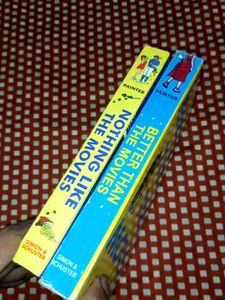 PAINTER
NOTHING LIKE
THE MOVIES
SIMON &
SCHUSTER
PAINTER
BETTER THAN
THE MOVIES
SIMON &
SCHUSTER